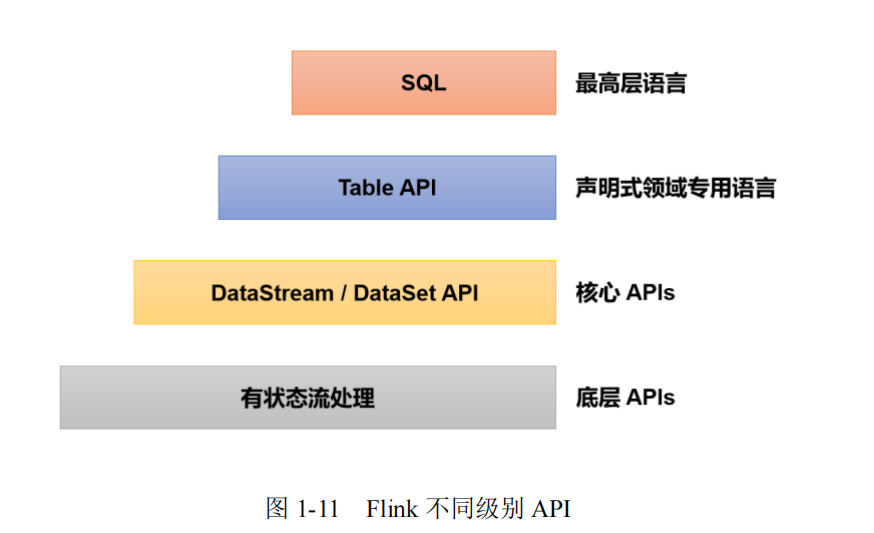 SQL 最高层语言
Table API 声明式领域专用语言
DataStream / DataSet API 核心 APIs
有状态流处理 底层 APIs
图 1-11 Flink 不同级别 API